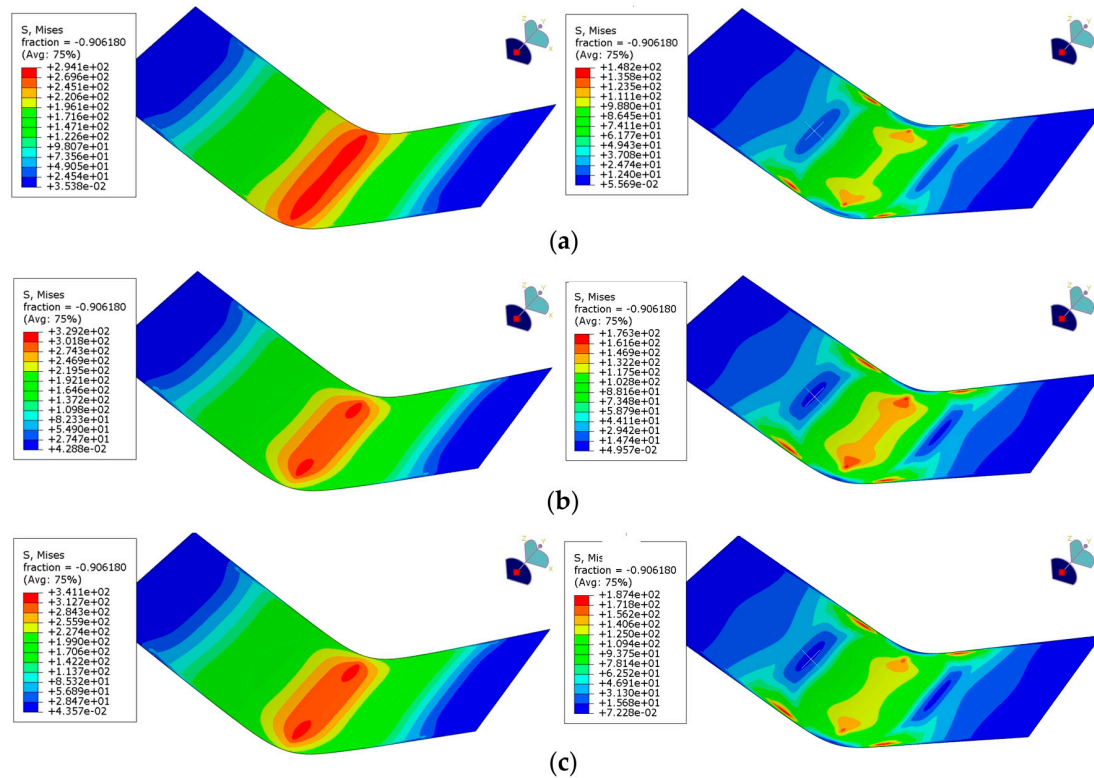 S, Mises
fraction = -0.906180
(Avg: 75%)
+2.941e+02
+2.696e+02
+2.451e+02
+2.206e+02
+1.961e+02
+1.716e+02
+1.471e+02
+1.226e+02
+9.807e+01
+7.356e+01
+4.905e+01
+2.454e+01
+3.538e-02
Z
Y
X
S, Mises
fraction = -0.906180
(Avg: 75%)
+1.482e+02
+1.358e+02
+1.235e+02
+1.111e+02
+9.880e+01
+8.645e+01
+7.411e+01
+6.177e+01
+4.943e+01
+3.708e+01
+2.474e+01
+1.240e+01
+5.569e-02
Z
Y
X
(a)
S, Mises
fraction = -0.906180
(Avg: 75%)
+3.292e+02
+3.018e+02
+2.743e+02
+2.469e+02
+2.195e+02
+1.921e+02
+1.646e+02
+1.372e+02
+1.098e+02
+8.233e+01
+5.490e+01
+2.747e+01
+4.288e-02
Z
Y
X
S, Mises
fraction = -0.906180
(Avg: 75%)
+1.763e+02
+1.616e+02
+1.469e+02
+1.322e+02
+1.175e+02
+1.028e+02
+8.816e+01
+7.348e+01
+5.879e+01
+4.411e+01
+2.942e+01
+1.474e+01
+4.957e-02
Z
Y
X
(b)
S, Mises
fraction = -0.906180
(Avg: 75%)
+3.411e+02
+3.127e+02
+2.843e+02
+2.559e+02
+2.274e+02
+1.990e+02
+1.706e+02
+1.422e+02
+1.137e+02
+8.532e+01
+5.689e+01
+2.847e+01
+4.357e-02
Z
Y
X
S, Mis
fraction = -0.906180
(Avg: 75%)
+1.874e+02
+1.718e+02
+1.562e+02
+1.406e+02
+1.250e+02
+1.094e+02
+9.375e+01
+7.814e+01
+6.252e+01
+4.691e+01
+3.130e+01
+1.568e+01
+7.228e-02
Z
Y
X
(c)